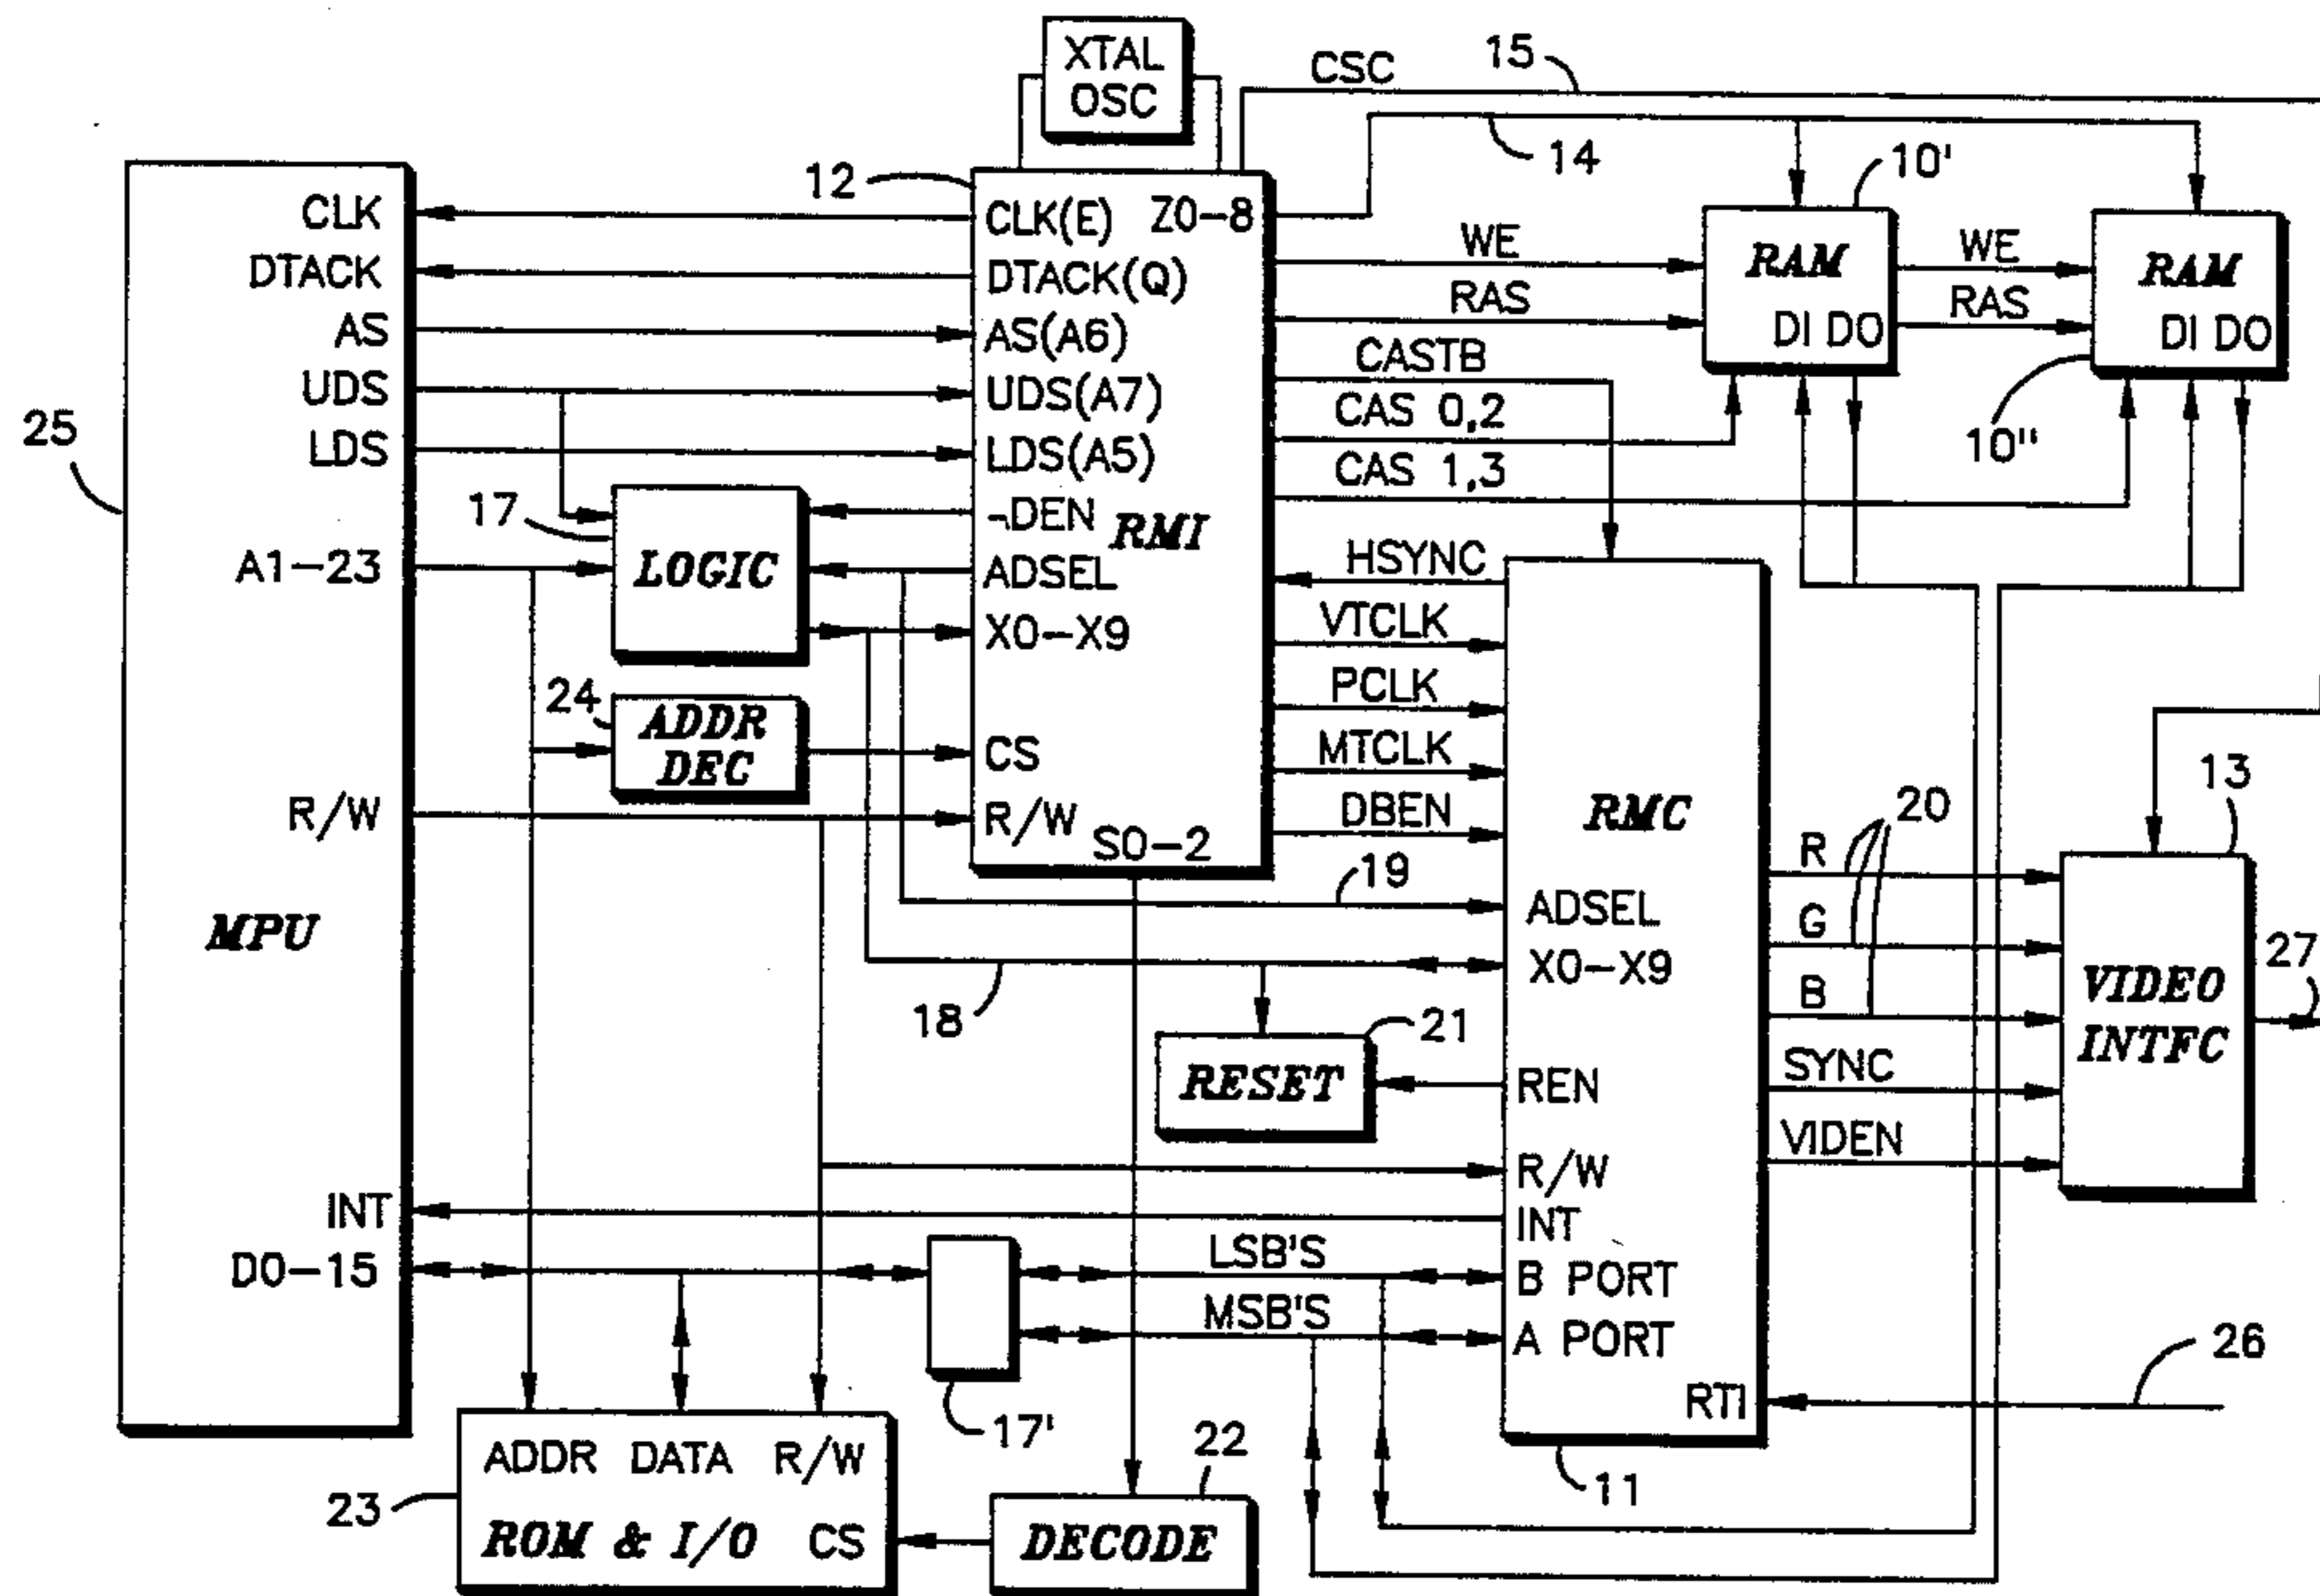 XTAL
OSC
CSC
15
14
10'
12
CLK
CLK(E)
Z0-8
WE
RAM
DI DO
WE
RAM
DI DO
DTACK
DTACK(Q)
RAS
RAS
AS
AS(A6)
CASTB
UDS
UDS(A7)
CAS 0,2
10"
25
LDS
LDS(A5)
CAS 1,3
17
LOGIC
-DEN
RMI
A1-23
ADSEL
HSYNC
X0-X9
VTCLK
24
ADDR
DEC
PCLK
CS
MTCLK
13
R/W
R/W
S0-2
DBEN
RMC
R
20
19
MPU
ADSEL
G
X0-X9
B
VIDEO
INTFC
27
18
21
RESET
REN
SYNC
VIDEN
R/W
INT
INT
D0-15
LSB'S
B PORT
MSB'S
A PORT
26
RTI
17'
22
11
ADDR DATA R/W
23
ROM & I/O
CS
DECODE